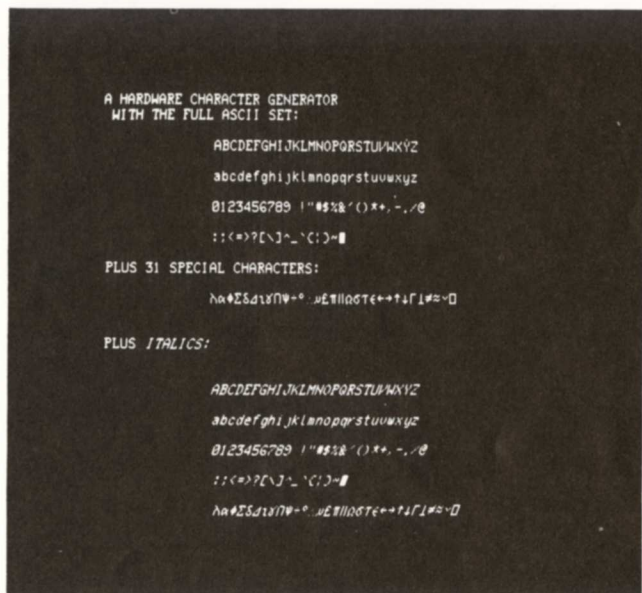 A HARDWARE CHARACTER GENERATOR
WITH THE FULL ASCII SET:
ABCDEFGHIJKLMNOPQRSTUVWXYZ
abcdefghijklmnopqrstuvwxyz
0123456789 !"#$%&´()*+,-./@
:;<=>?[\]^_`{¦}~█
PLUS 31 SPECIAL CHARACTERS:
PLUS ITALICS:
ABCDEFGHIJKLMNOPQRSTUVWXYZ
abcdefghijklmnopqrstuvwxyz
0123456789 !"#$%&´()*+,-./@
:;<=>?[\]^_`{¦}~█